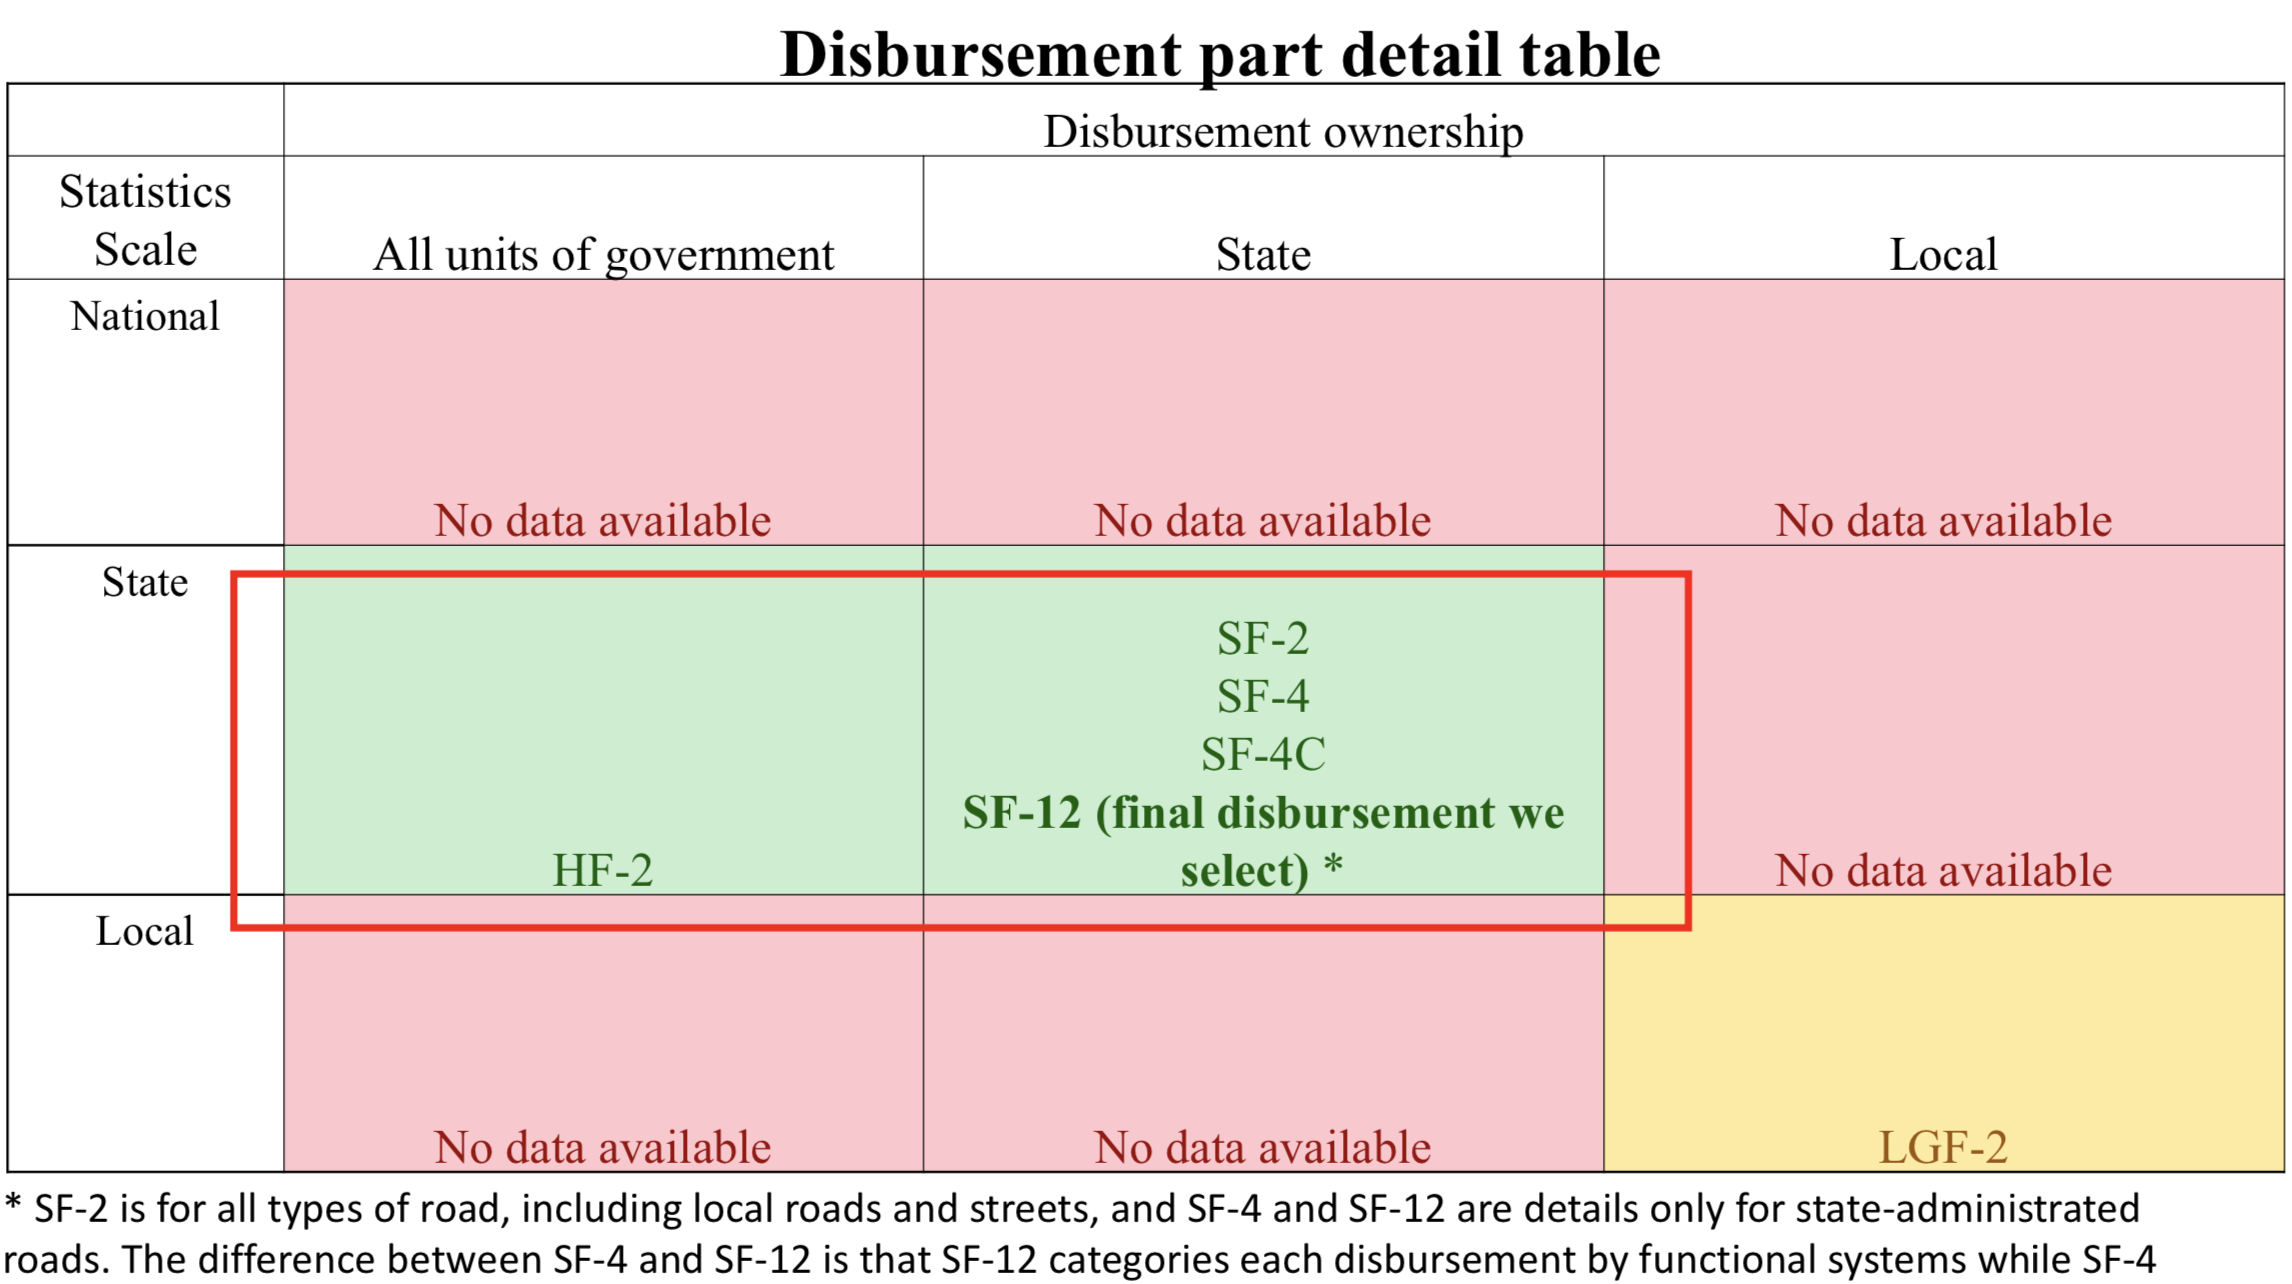 Disbursement part detail table
Disbursement ownership
Statistics
Scale
All units of government
State
Local
National
No data available
No data available
No data available
State
HF-2
SF-2
SF-4
SF-4C
SF-12 (final disbursement we
select) *
No data available
Local
No data available
No data available
LGF-2
* SF-2 is for all types of road, including local roads and streets, and SF-4 and SF-12 are details only for state-administrated
roads. The difference between SF-4 and SF-12 is that SF-12 categories each disbursement by functional systems while SF-4